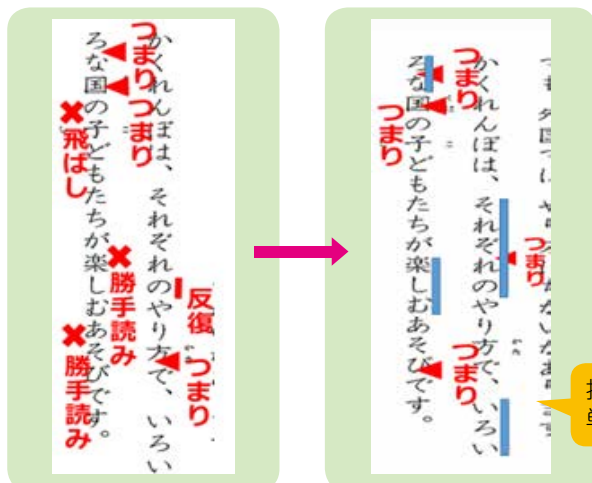 かくれんぼは、それぞれのやり方で、いろい
ろな国の子どもたちが楽しむあそびです。
つまり
つまり
反復
つまり
✖飛ばし
✖勝手読み
✖勝手読み
かくれんぼは、それぞれのやり方で、いろい
ろな国の子どもたちが楽しむあそびです。
つまり
つまり
つまり
つまり